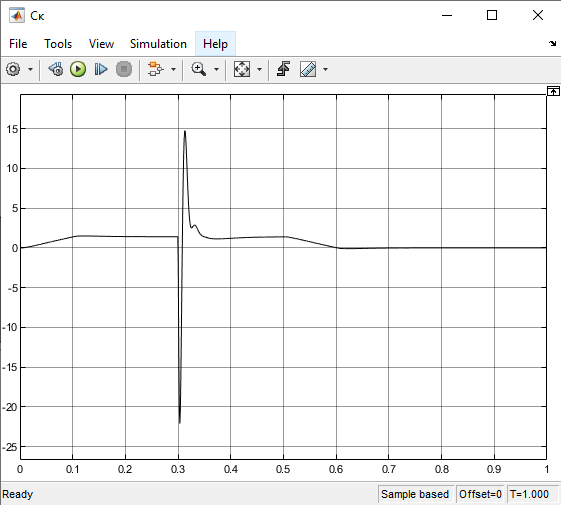 Ск
File Tools View Simulation Help
15
10
5
0
-5
-10
-15
-20
-25
0 0.1 0.2 0.3 0.4 0.5 0.6 0.7 0.8 0.9 1
Ready Sample based Offset=0 T=1.000